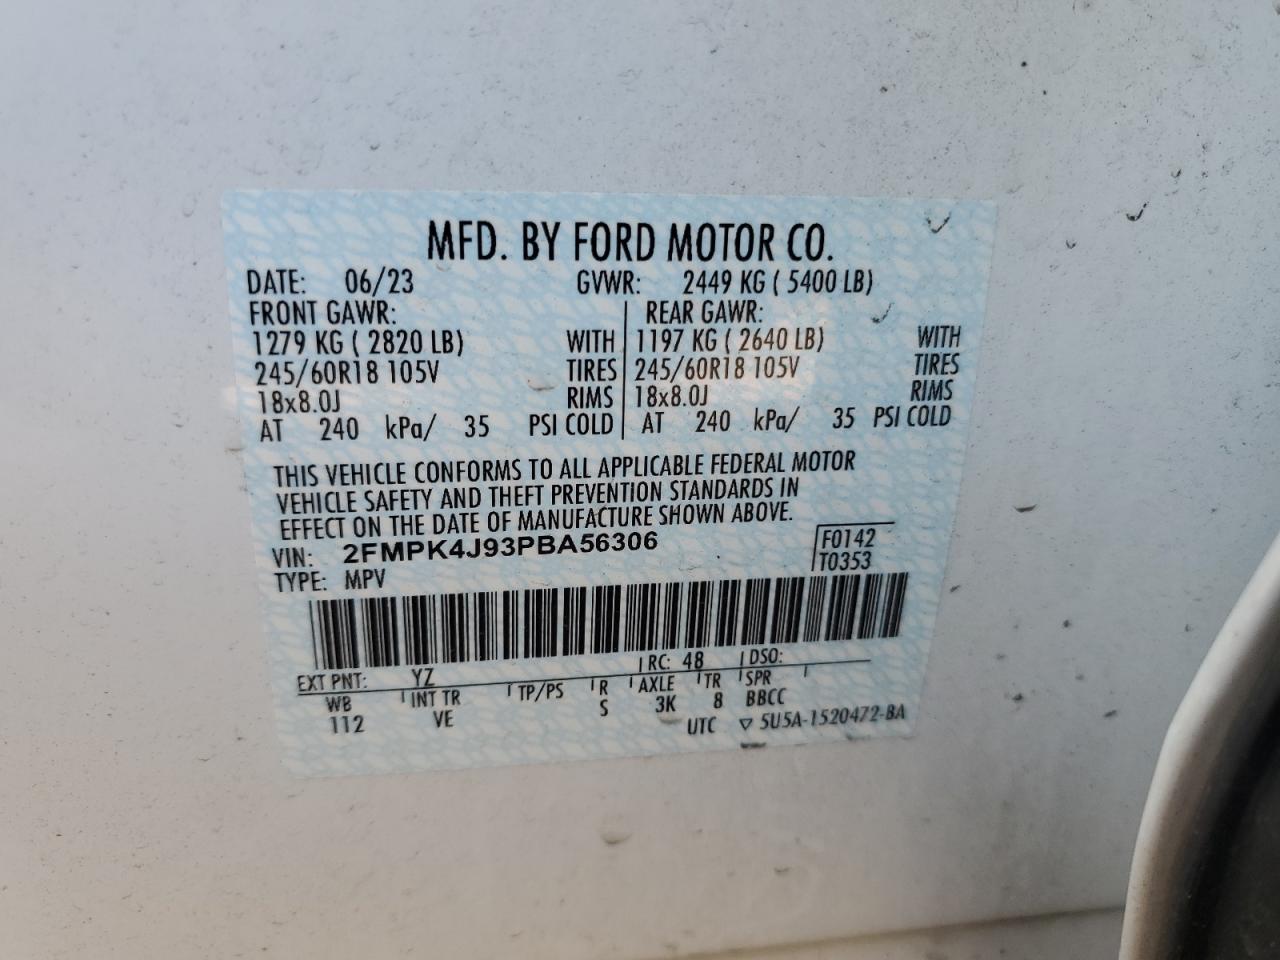 MFD. BY FORD MOTOR CO.
DATE: 06/23 GVWR: 2449 KG ( 5400 LB)
FRONT GAWR: REAR GAWR:
1279 KG ( 2820 LB) WITH 1197 KG ( 2640 LB) WITH
245/60R18 105V TIRES 245/60R18 105V TIRES
18x8.0J RIMS 18x8.0J RIMS
AT 240 kPa/ 35 PSI COLD AT 240 kPa/ 35 PSI COLD
THIS VEHICLE CONFORMS TO ALL APPLICABLE FEDERAL MOTOR
VEHICLE SAFETY AND THEFT PREVENTION STANDARDS IN
EFFECT ON THE DATE OF MANUFACTURE SHOWN ABOVE.
VIN: 2FMPK4J93PBA56306 F0142
TYPE: MPV T0353
EXT PNT: YZ RC: 48 DSO:
WB INT TR TP/PS R AXLE TR SPR
112 VE S 3K 8 BBCC
UTC ▽ 5U5A-1520472-BA